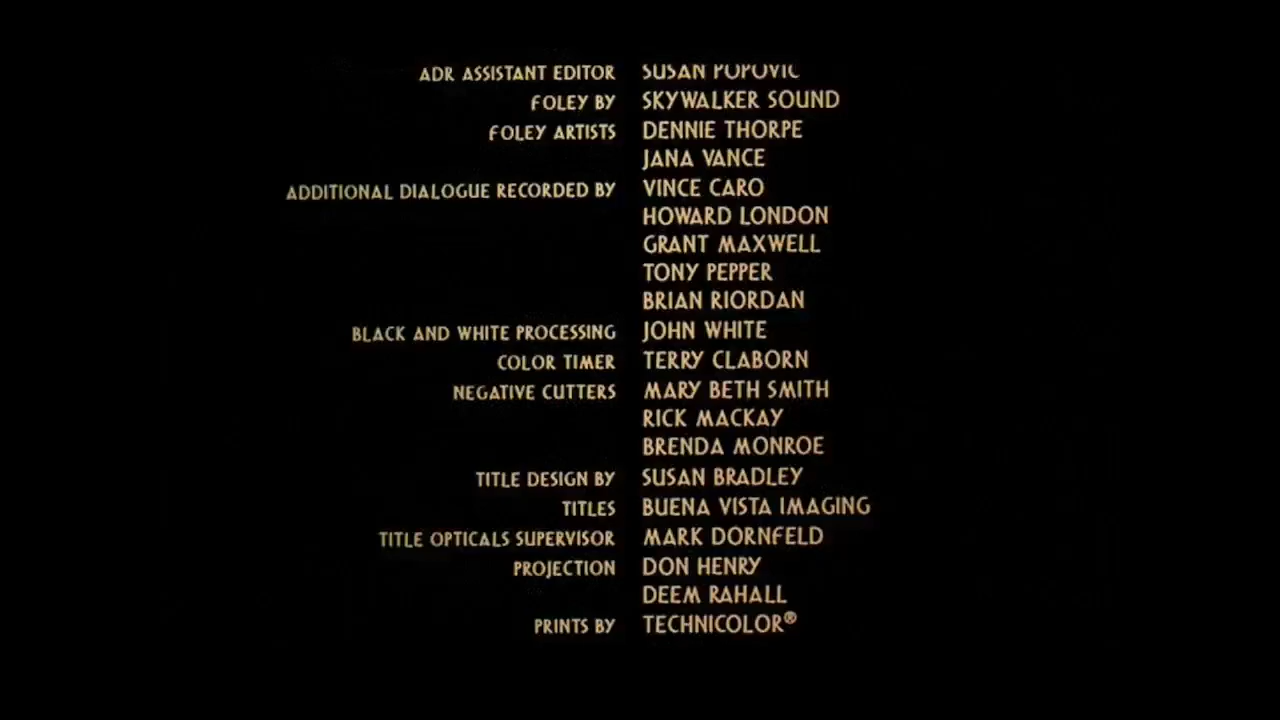 ADR ASSISTANT EDITOR SUSAN POPOVIC
FOLEY BY SKYWALKER SOUND
FOLEY ARTISTS DENNIE THORPE
JANA VANCE
ADDITIONAL DIALOGUE RECORDED BY VINCE CARO
HOWARD LONDON
GRANT MAXWELL
TONY PEPPER
BRIAN RIORDAN
BLACK AND WHITE PROCESSING JOHN WHITE
COLOR TIMER TERRY CLABORN
NEGATIVE CUTTERS MARY BETH SMITH
RICK MACKAY
BRENDA MONROE
TITLE DESIGN BY SUSAN BRADLEY
TITLES BUENA VISTA IMAGING
TITLE OPTICALS SUPERVISOR MARK DORNFELD
PROJECTION DON HENRY
DEEM RAHALL
PRINTS BY TECHNICOLOR®